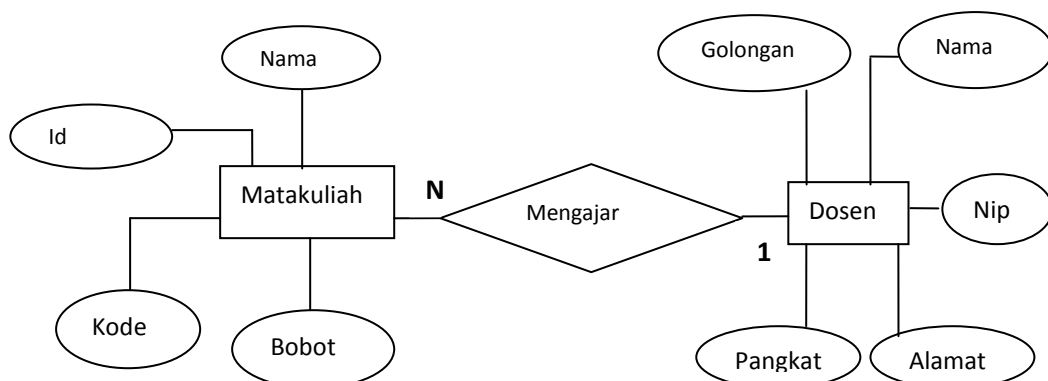 Nama
Golongan
Nama
Id
Matakuliah
N
Mengajar
1
Dosen
Nip
Kode
Bobot
Pangkat
Alamat